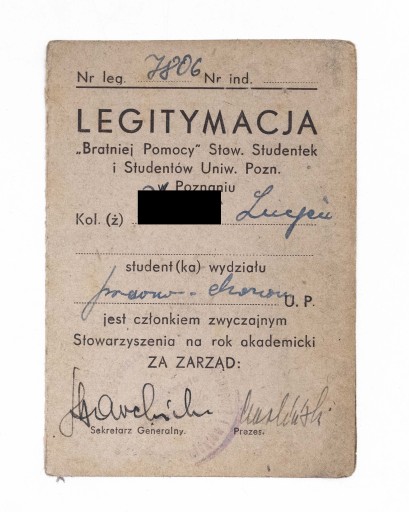 Nr leg. 7806 Nr ind.
LEGITYMACJA
„Bratniej Pomocy" Stow. Studentek
i Studentów Uniw. Pozn.
w Poznaniu
Kol. (ż) Lucjan
student(ka) wydziału
prawno-ekonom U. P.
jest członkiem zwyczajnym
Stowarzyszenia na rok akademicki
ZA ZARZĄD:
Sekretarz Generalny. Prezes.